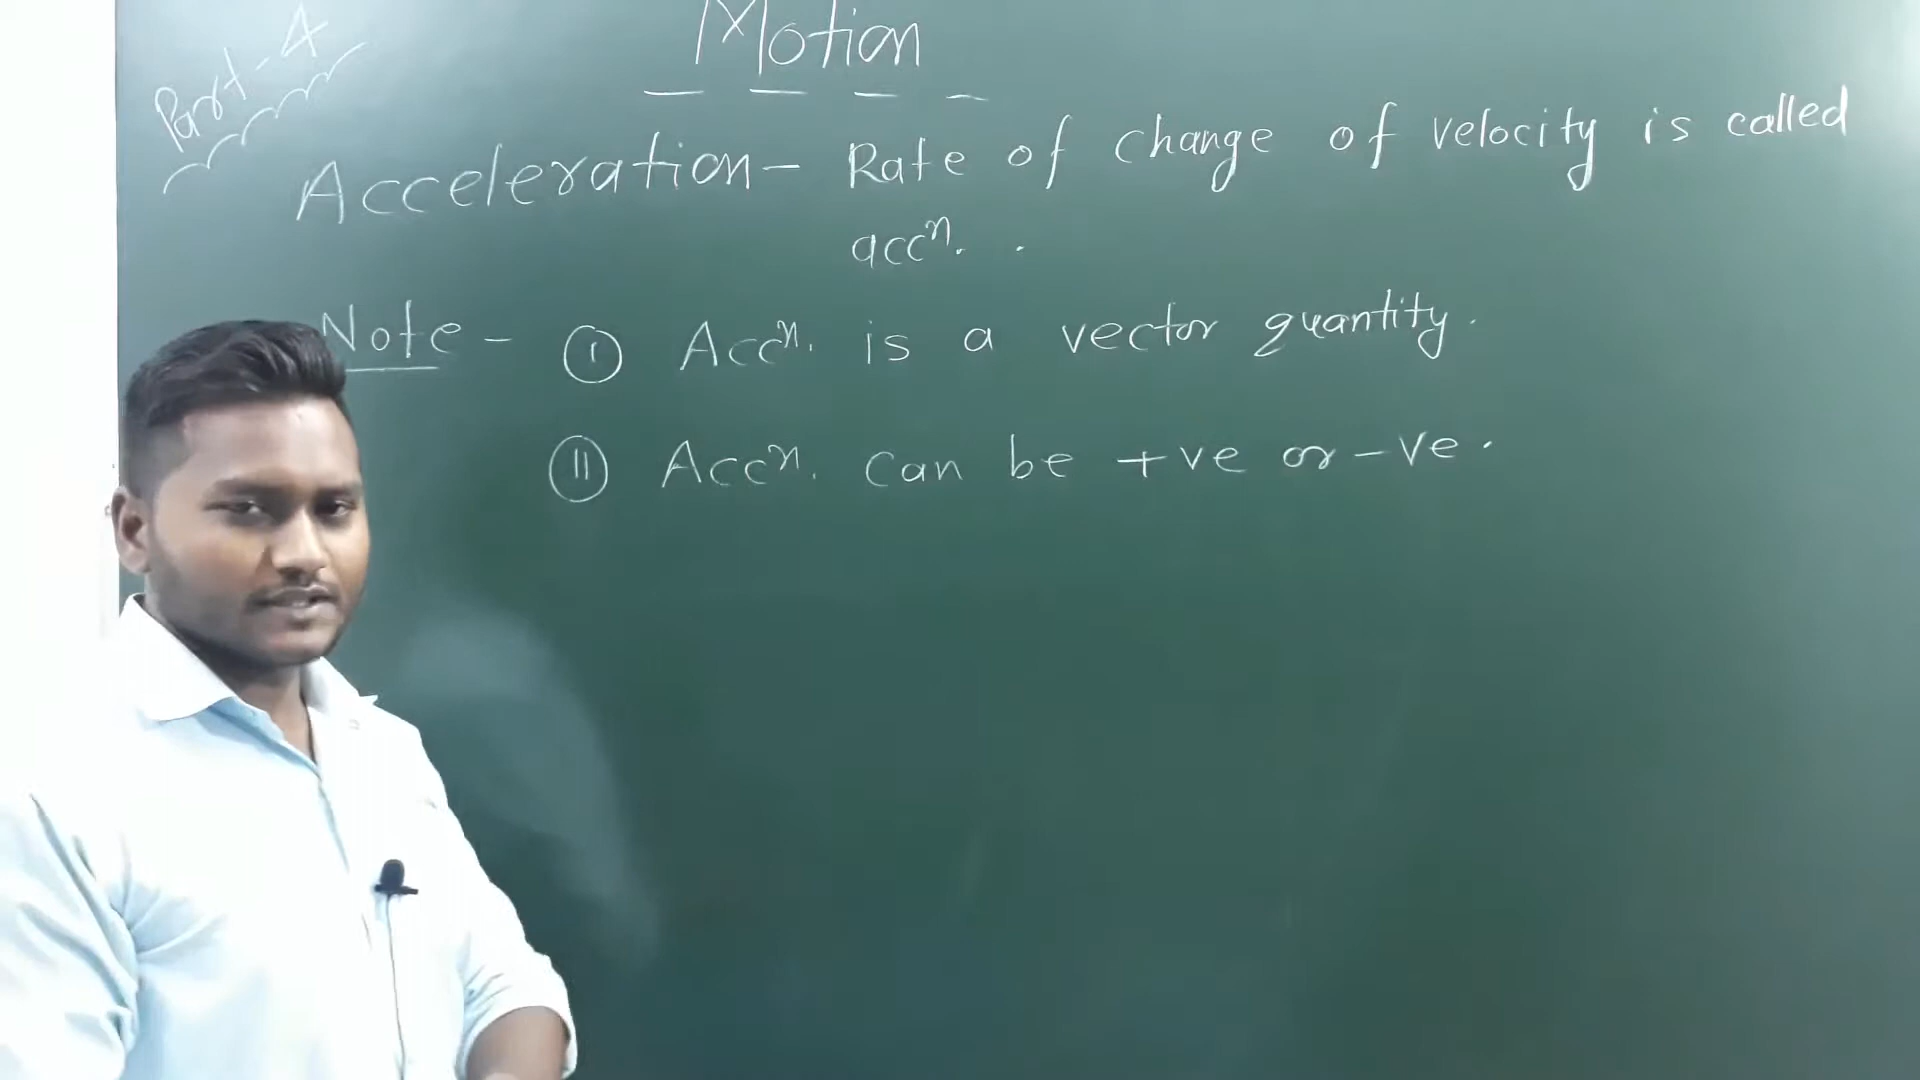 Part-4
Motion
Acceleration - Rate of change of velocity is called
accⁿ.
Note - (I) Accⁿ. is a vector quantity.
(II) Accⁿ. can be +ve or -ve.